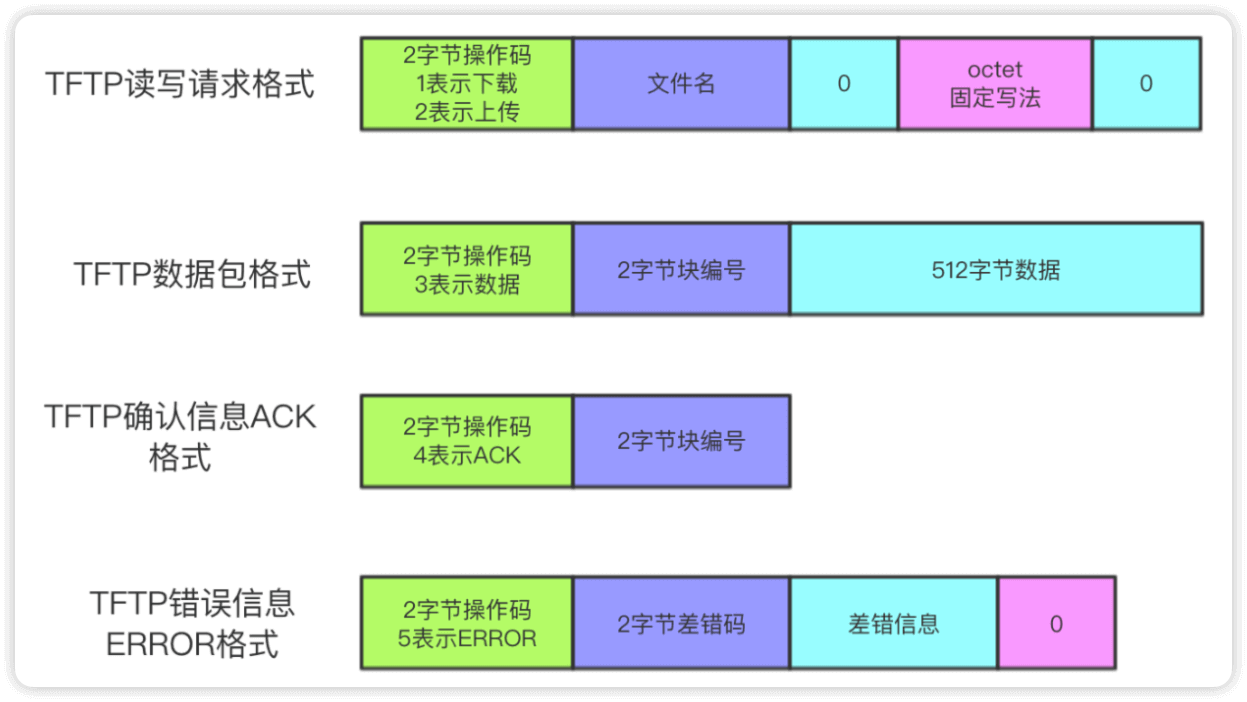 TFTP读写请求格式
2字节操作码
1表示下载
2表示上传
文件名
0
octet
固定写法
0
TFTP数据包格式
2字节操作码
3表示数据
2字节块编号
512字节数据
TFTP确认信息ACK
格式
2字节操作码
4表示ACK
2字节块编号
TFTP错误信息
ERROR格式
2字节操作码
5表示ERROR
2字节差错码
差错信息
0